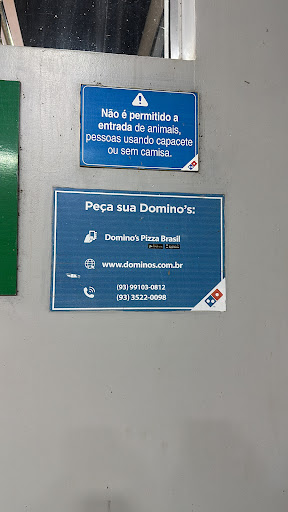 Não é permitido a
entrada de animais,
pessoas usando capacete
ou sem camisa.
Peça sua Domino's:
Domino's Pizza Brasil
www.dominos.com.br
(93) 99103-0812
(93) 3522-0098